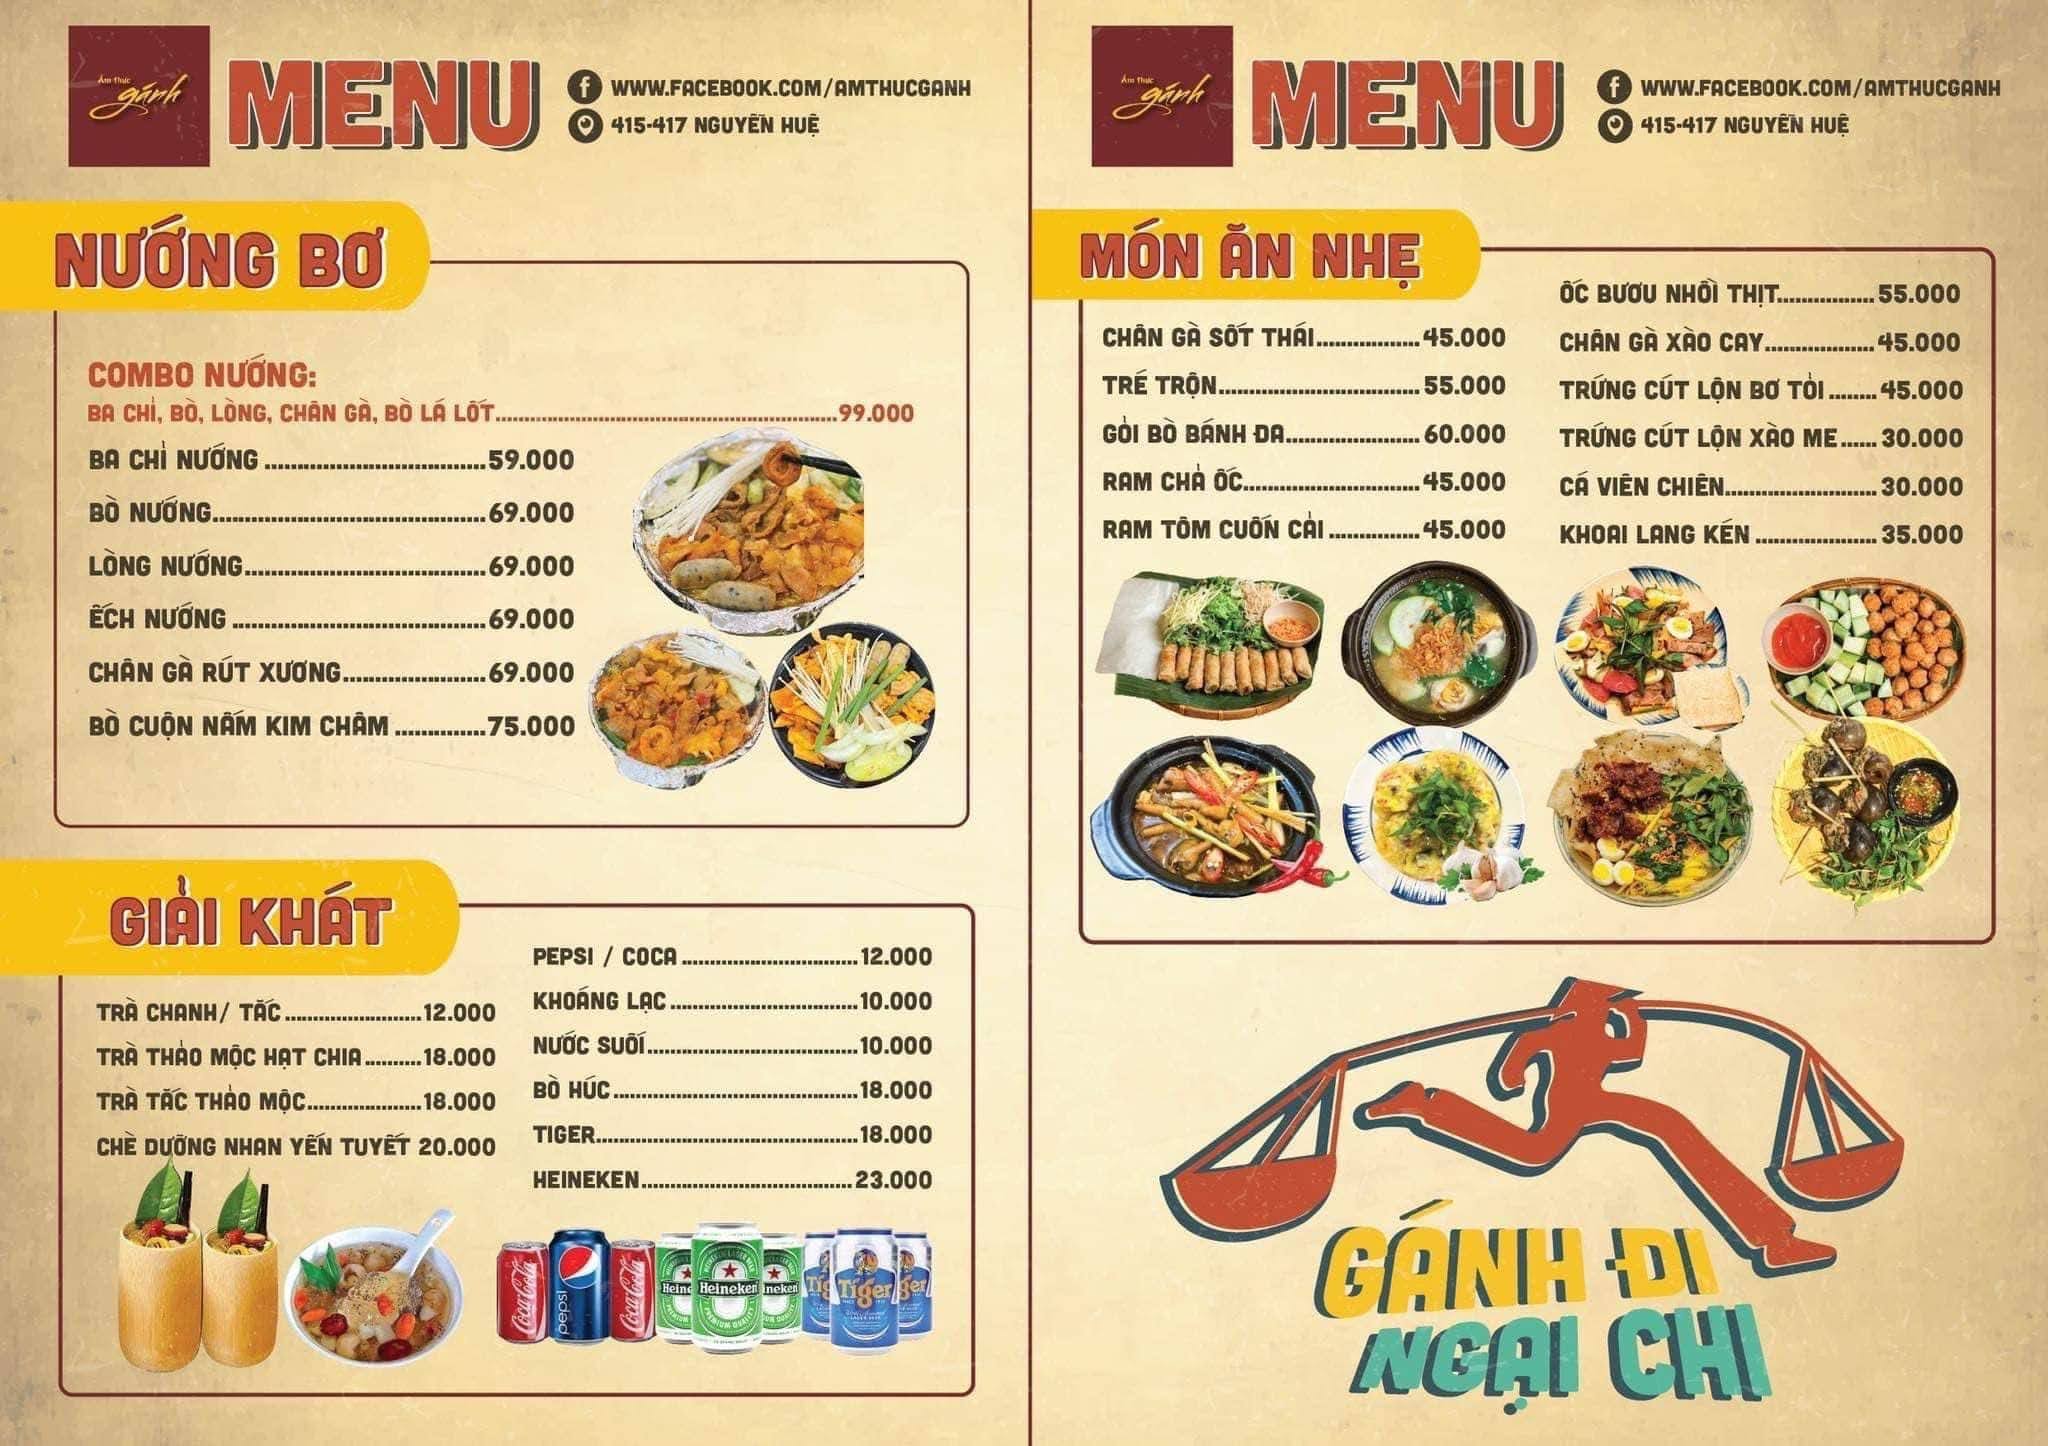 Ẩm thực
gánh
MENU
WWW.FACEBOOK.COM/AMTHUCGANH
415-417 NGUYỄN HUỆ
NƯỚNG BƠ
COMBO NƯỚNG:
BA CHỈ, BÒ, LÒNG, CHÂN GÀ, BÒ LÁ LỐT 99.000
BA CHỈ NƯỚNG 59.000
BÒ NƯỚNG 69.000
LÒNG NƯỚNG 69.000
ẾCH NƯỚNG 69.000
CHÂN GÀ RÚT XƯƠNG 69.000
BÒ CUỘN NẤM KIM CHÂM 75.000
GIẢI KHÁT
TRÀ CHANH/ TẮC 12.000
TRÀ THẢO MỘC HẠT CHIA 18.000
TRÀ TẮC THẢO MỘC 18.000
CHÈ DƯỠNG NHAN YẾN TUYẾT 20.000
PEPSI / COCA 12.000
KHOÁNG LẠC 10.000
NƯỚC SUỐI 10.000
BÒ HÚC 18.000
TIGER 18.000
HEINEKEN 23.000
Coca-Cola
pepsi
Coca-Cola
Heineken
Tiger
Ẩm thực
gánh
MENU
WWW.FACEBOOK.COM/AMTHUCGANH
415-417 NGUYỄN HUỆ
MÓN ĂN NHẸ
CHÂN GÀ SỐT THÁI 45.000
TRÉ TRỘN 55.000
GỎI BÒ BÁNH ĐA 60.000
RAM CHẢ ỐC 45.000
RAM TÔM CUỐN CẢI 45.000
ỐC BƯƠU NHỒI THỊT 55.000
CHÂN GÀ XÀO CAY 45.000
TRỨNG CÚT LỘN BƠ TỎI 45.000
TRỨNG CÚT LỘN XÀO ME 30.000
CÁ VIÊN CHIÊN 30.000
KHOAI LANG KÉN 35.000
GÁNH ĐI
NGẠI CHI